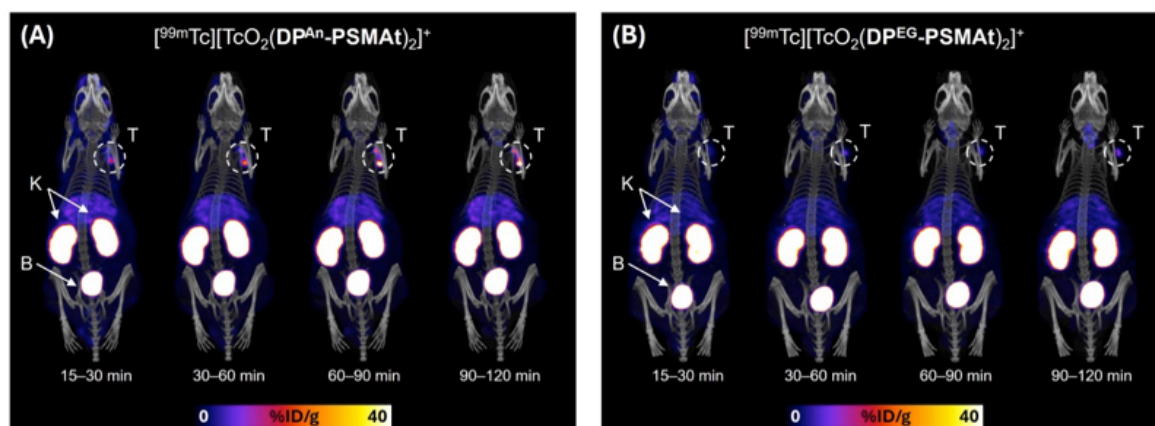 (A) [⁹⁹ᵐTc][TcO₂(DPᴬⁿ-PSMAt)₂]⁺
T T T T
K
B
15–30 min 30–60 min 60–90 min 90–120 min
0 %ID/g 40
(B) [⁹⁹ᵐTc][TcO₂(DPᴱᴳ-PSMAt)₂]⁺
T T T T
K
B
15–30 min 30–60 min 60–90 min 90–120 min
0 %ID/g 40